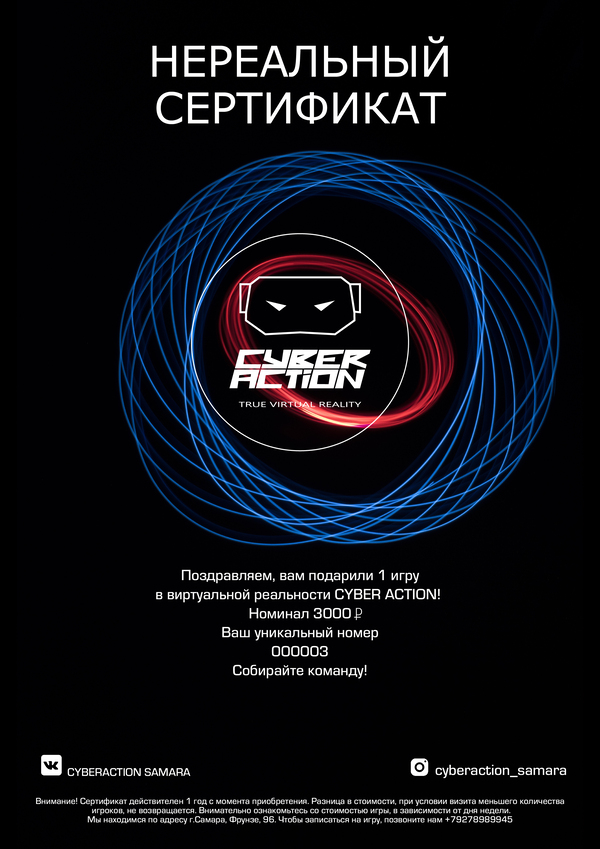 НЕРЕАЛЬНЫЙ
СЕРТИФИКАТ
CYBER
ACTION
TRUE VIRTUAL REALITY
Поздравляем, вам подарили 1 игру
в виртуальной реальности CYBER ACTION!
Номинал 3000 ₽
Ваш уникальный номер
000003
Собирайте команду!
CYBERACTION SAMARA
cyberaction_samara
Внимание! Сертификат действителен 1 год с момента приобретения. Разница в стоимости, при условии визита меньшего количества
игроков, не возвращается. Внимательно ознакомьтесь со стоимостью игры, в зависимости от дня недели.
Мы находимся по адресу г.Самара, Фрунзе, 96. Чтобы записаться на игру, позвоните нам +79278989945